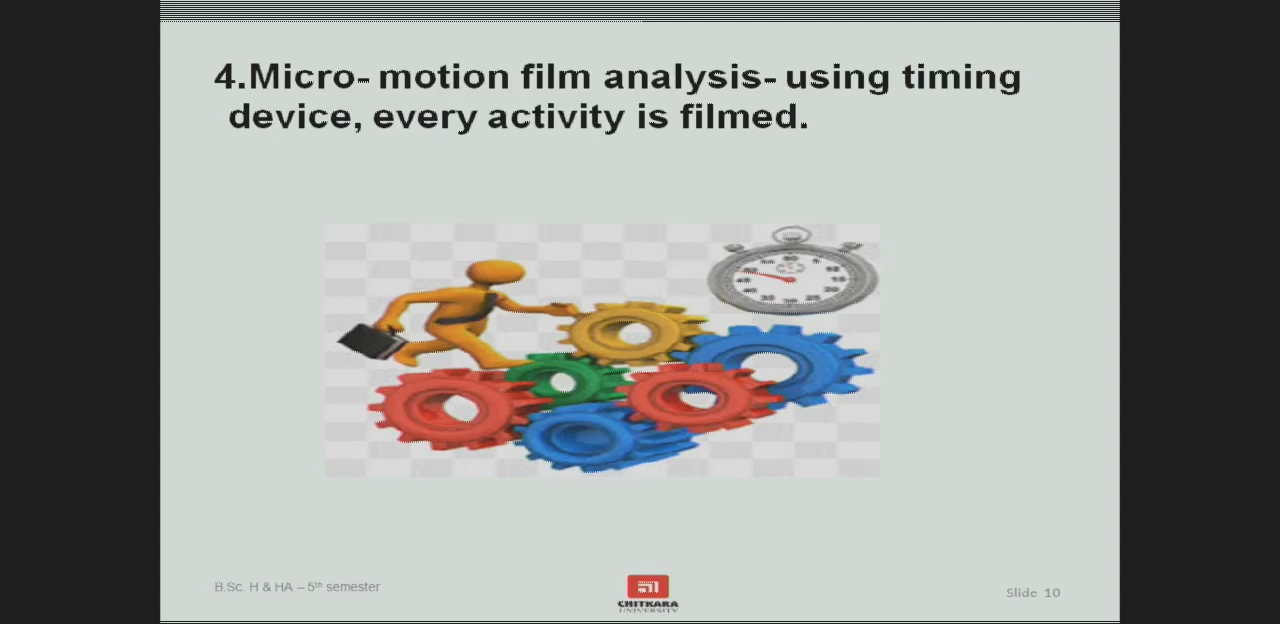 4.Micro- motion film analysis- using timing
device, every activity is filmed.
B.Sc. H & HA – 5th semester
CHITKARA
UNIVERSITY
Slide 10